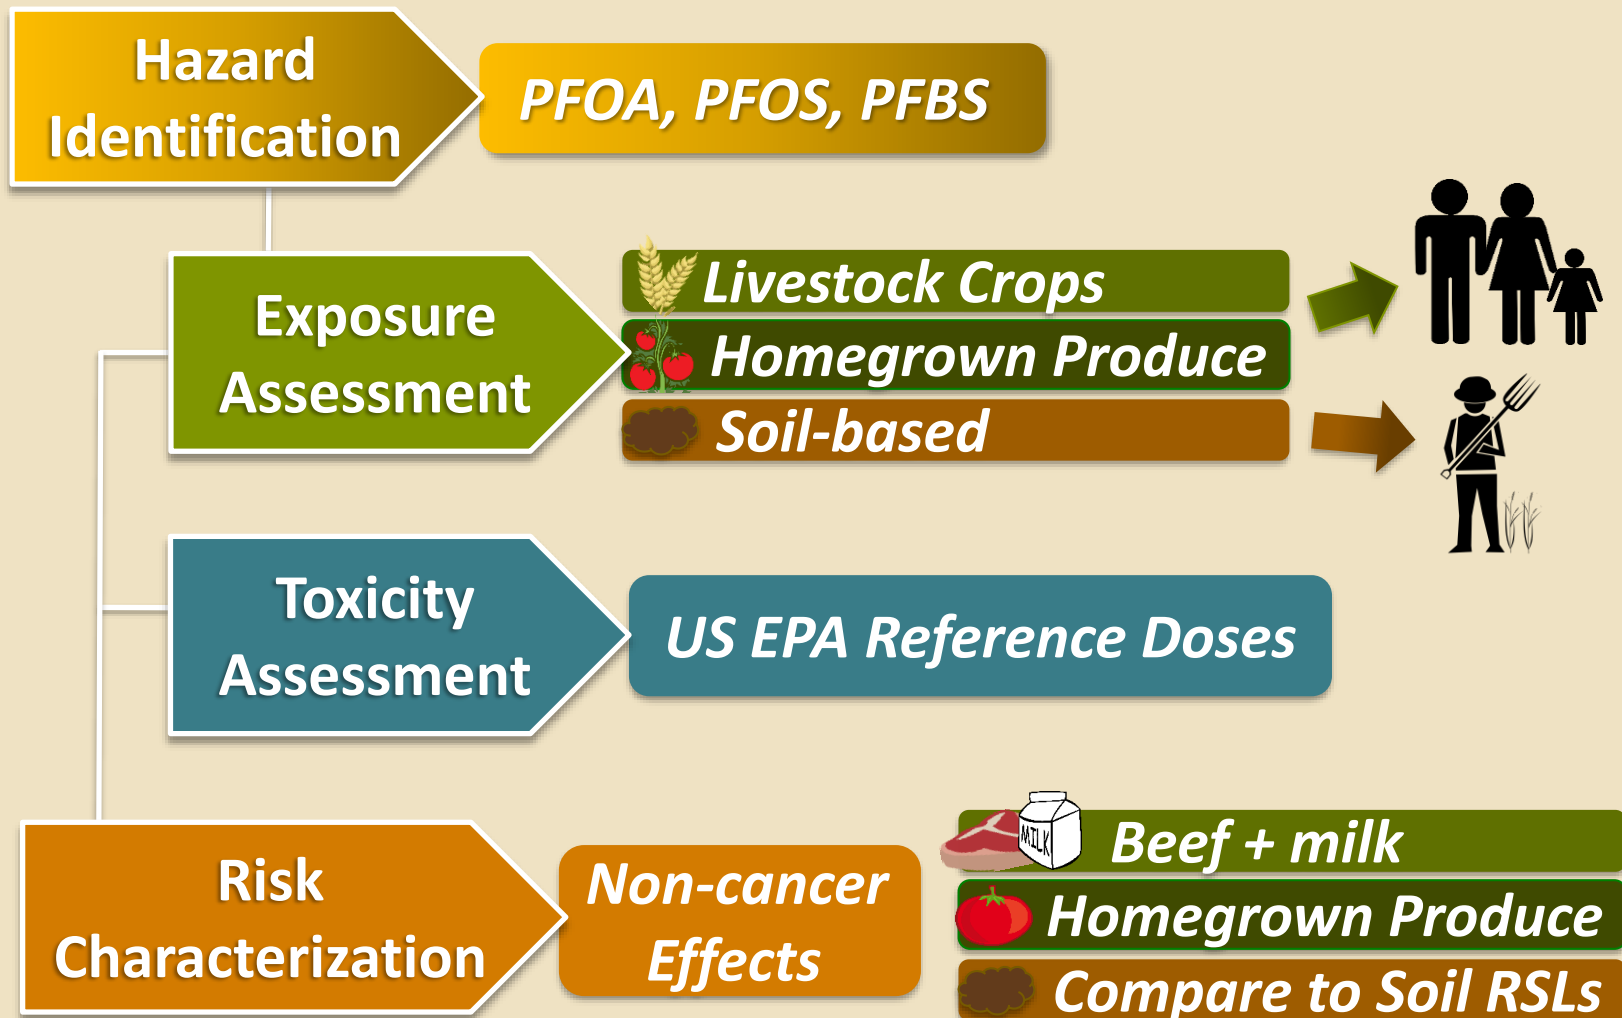 Hazard
Identification
PFOA, PFOS, PFBS
Exposure
Assessment
Livestock Crops
Homegrown Produce
Soil-based
Toxicity
Assessment
US EPA Reference Doses
Risk
Characterization
Non-cancer
Effects
MILK
Beef + milk
Homegrown Produce
Compare to Soil RSLs